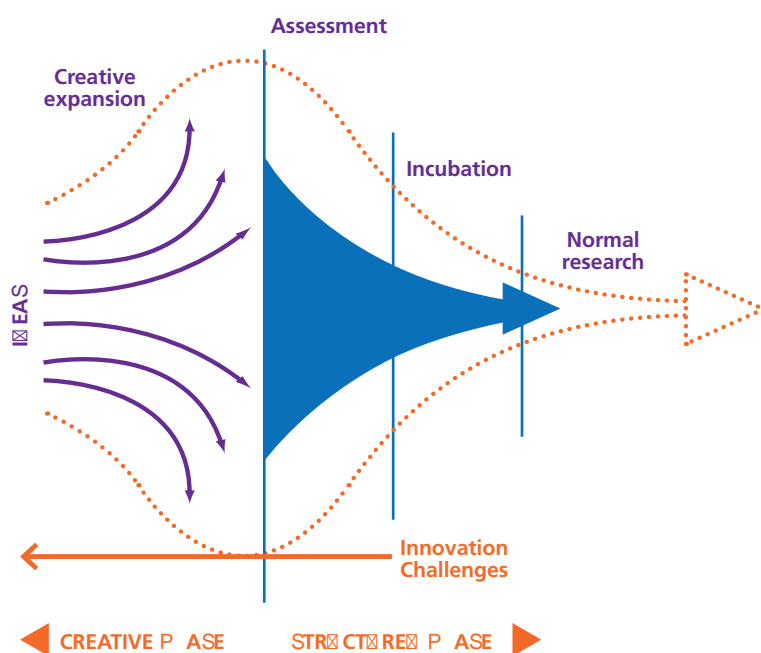 Assessment
Creative
expansion
Incubation
Normal
research
Innovation
Challenges
CREATIVE